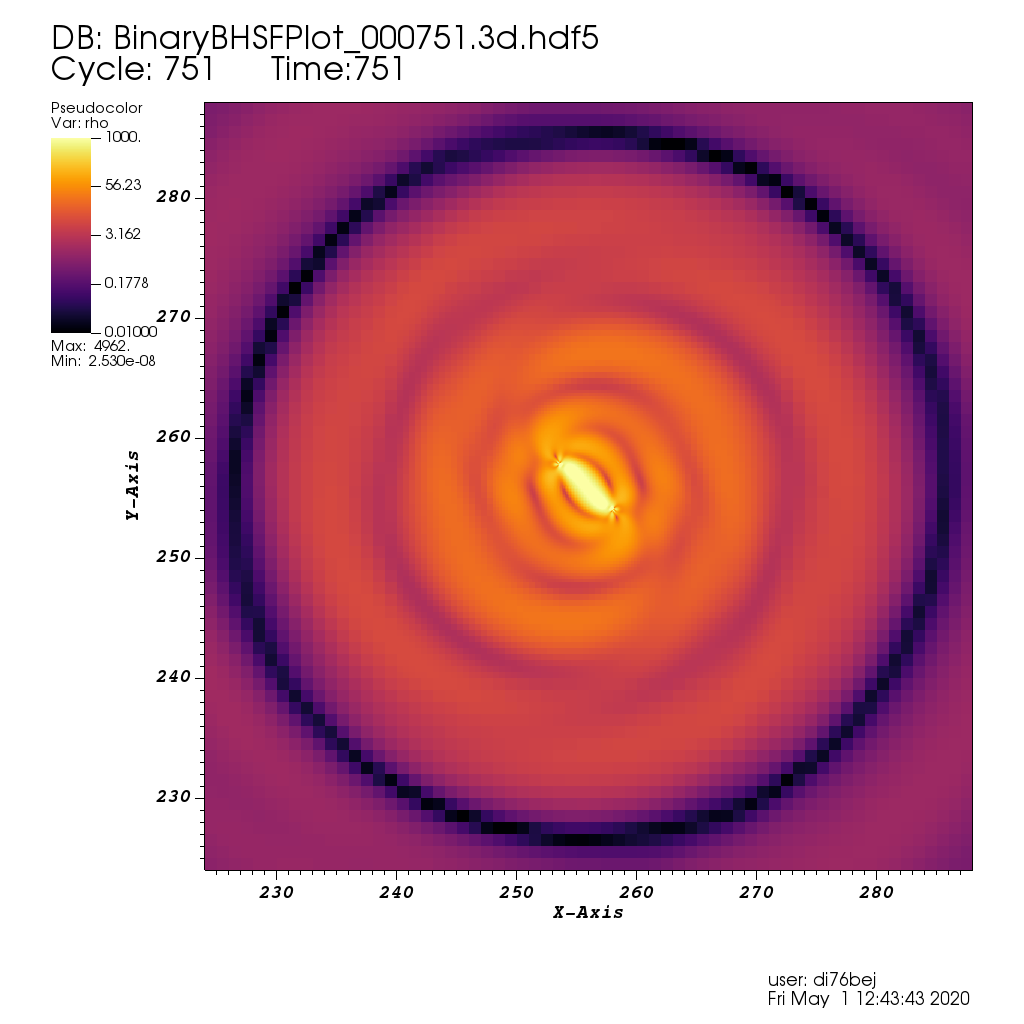 DB: BinaryBHSFPlot_000751.3d.hdf5
Cycle: 751 Time:751
Pseudocolor
Var: rho
1000.
56.23
3.162
0.1778
0.01000
Max: 4962.
Min: 2.530e-08
280
270
260
250
240
230
Y-Axis
230 240 250 260 270 280
X-Axis
user: di76bej
Fri May 1 12:43:43 2020